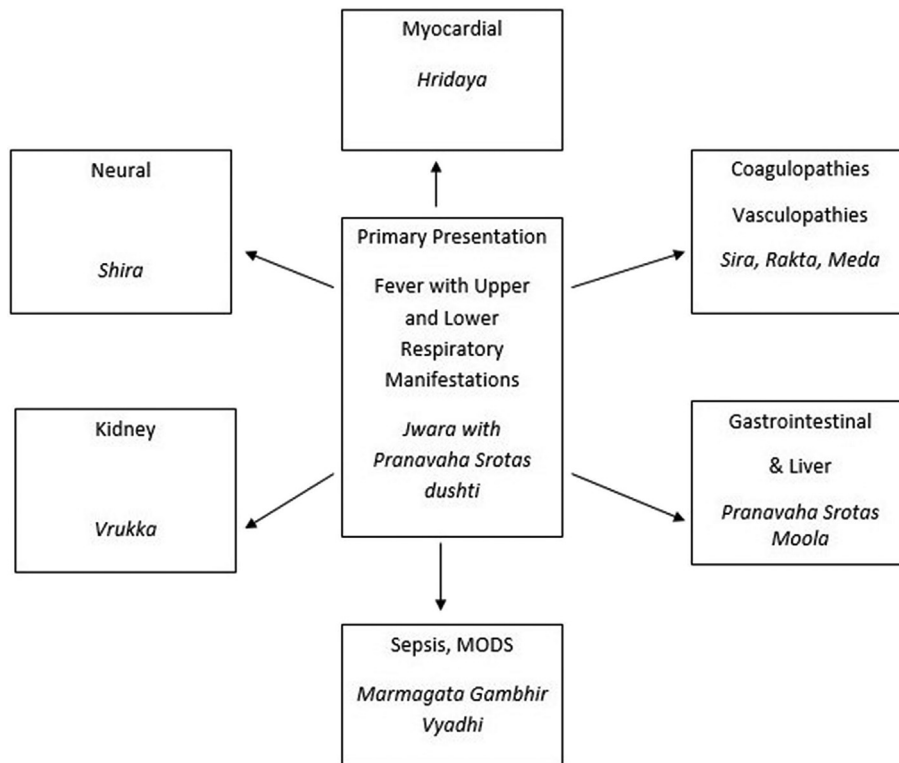 Myocardial
Hridaya
Neural
Shira
Coagulopathies
Vasculopathies
Sira, Rakta, Meda
Primary Presentation
Fever with Upper
and Lower
Respiratory
Manifestations
Jwara with
Pranavaha Srotas
dushti
Kidney
Vrukka
Gastrointestinal
& Liver
Pranavaha Srotas
Moola
Sepsis, MODS
Marmagata Gambhir
Vyadhi